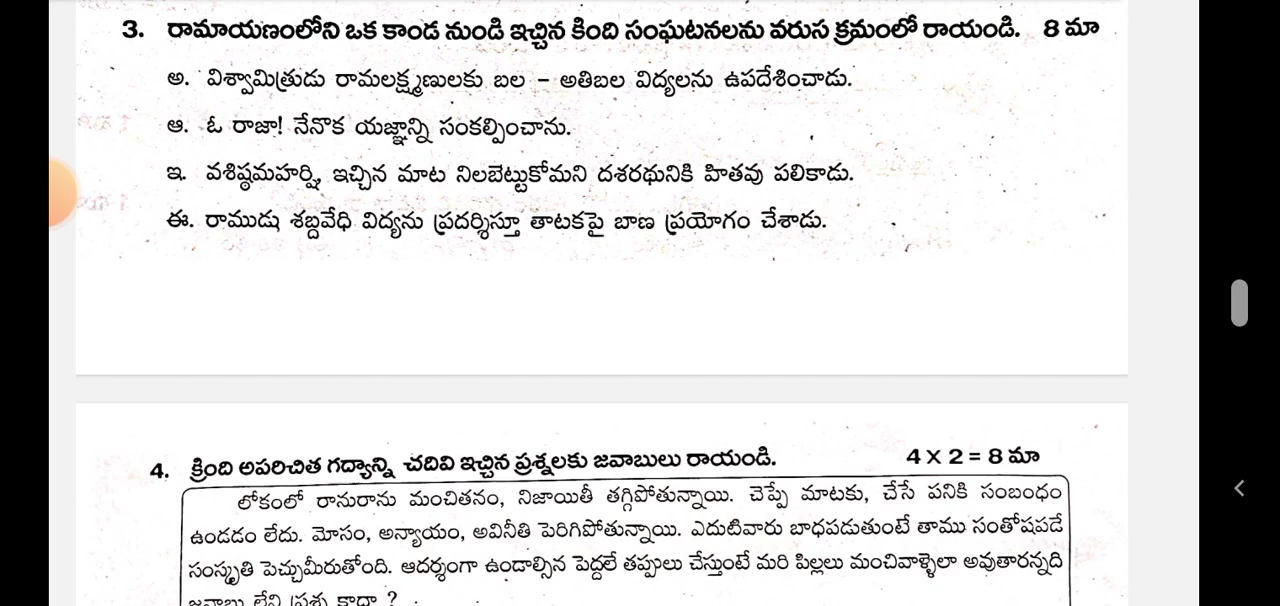 3. రామాయణంలోని ఒక కాండ నుండి ఇచ్చిన కింది సంఘటనలను వరుస క్రమంలో రాయండి. 8 మా
అ. విశ్వామిత్రుడు రామలక్ష్మణులకు బల – అతిబల విద్యలను ఉపదేశించాడు.
ఆ. ఓ రాజా! నేనొక యజ్ఞాన్ని సంకల్పించాను.
ఇ. వశిష్ఠమహర్షి, ఇచ్చిన మాట నిలబెట్టుకోమని దశరథునికి హితవు పలికాడు.
ఈ. రాముడు శబ్దవేధి విద్యను ప్రదర్శిస్తూ తాటకపై బాణ ప్రయోగం చేశాడు.
4. క్రింది అపరిచిత గద్యాన్ని చదివి ఇచ్చిన ప్రశ్నలకు జవాబులు రాయండి. 4 X 2 = 8 మా
లోకంలో రానురాను మంచితనం, నిజాయితీ తగ్గిపోతున్నాయి. చెప్పే మాటకు, చేసే పనికి సంబంధం
ఉండడం లేదు. మోసం, అన్యాయం, అవినీతి పెరిగిపోతున్నాయి. ఎదుటివారు బాధపడుతుంటే తాము సంతోషపడే
సంస్కృతి పెచ్చుమీరుతోంది. ఆదర్శంగా ఉండాల్సిన పెద్దలే తప్పులు చేస్తుంటే మరి పిల్లలు మంచివాళ్ళెలా అవుతారన్నది
జవాబు లేని ప్రశ్న కాదా ?